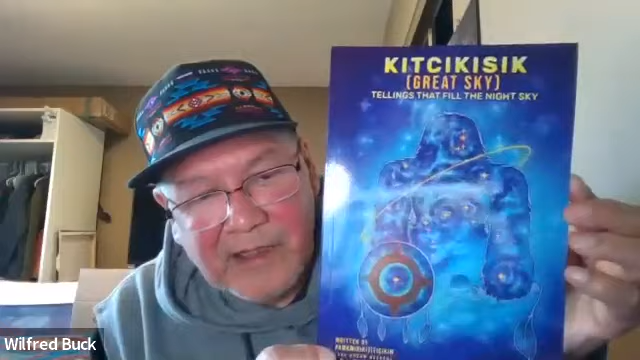 KITCIKISIK
(GREAT SKY)
TELLINGS THAT FILL THE NIGHT SKY
WRITTEN BY
Wilfred Buck